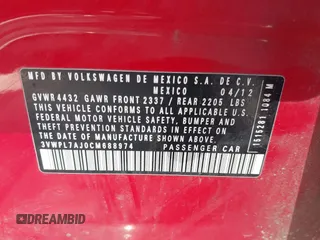 MFD BY VOLKSWAGEN DE MEXICO S.A. DE C.V.
MEXICO 04/12
GVWR 4432 GAWR FRONT 2337 / REAR 2205 LBS
THIS VEHICLE CONFORMS TO ALL APPLICABLE
FEDERAL MOTOR VEHICLE SAFETY, BUMPER AND
THEFT PREVENTION STANDARDS IN EFFECT ON THE
DATE OF MANUFACTURE SHOWN ABOVE.
3VWPL7AJ0CM688974 PASSENGER CAR
DREAMBID